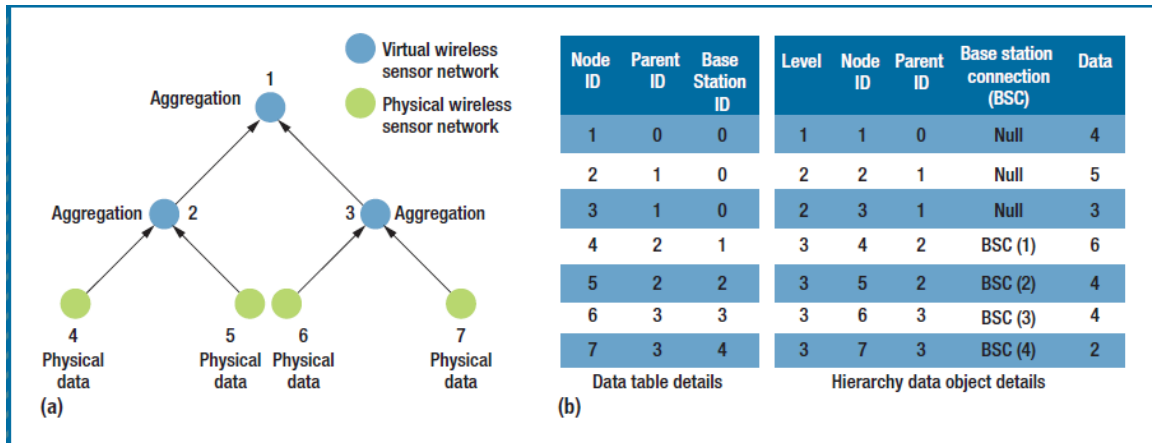 Virtual wireless
sensor network
Physical wireless
sensor network
1
Aggregation
Aggregation 2
3 Aggregation
4
Physical
data
5
Physical
data
6
Physical
data
7
Physical
data
(a)
Node ID Parent ID Base Station ID
1 0 0
2 1 0
3 1 0
4 2 1
5 2 2
6 3 3
7 3 4
Data table details
Level Node ID Parent ID Base station connection (BSC) Data
1 1 0 Null 4
2 2 1 Null 5
2 3 1 Null 3
3 4 2 BSC (1) 6
3 5 2 BSC (2) 4
3 6 3 BSC (3) 4
3 7 3 BSC (4) 2
Hierarchy data object details
(b)